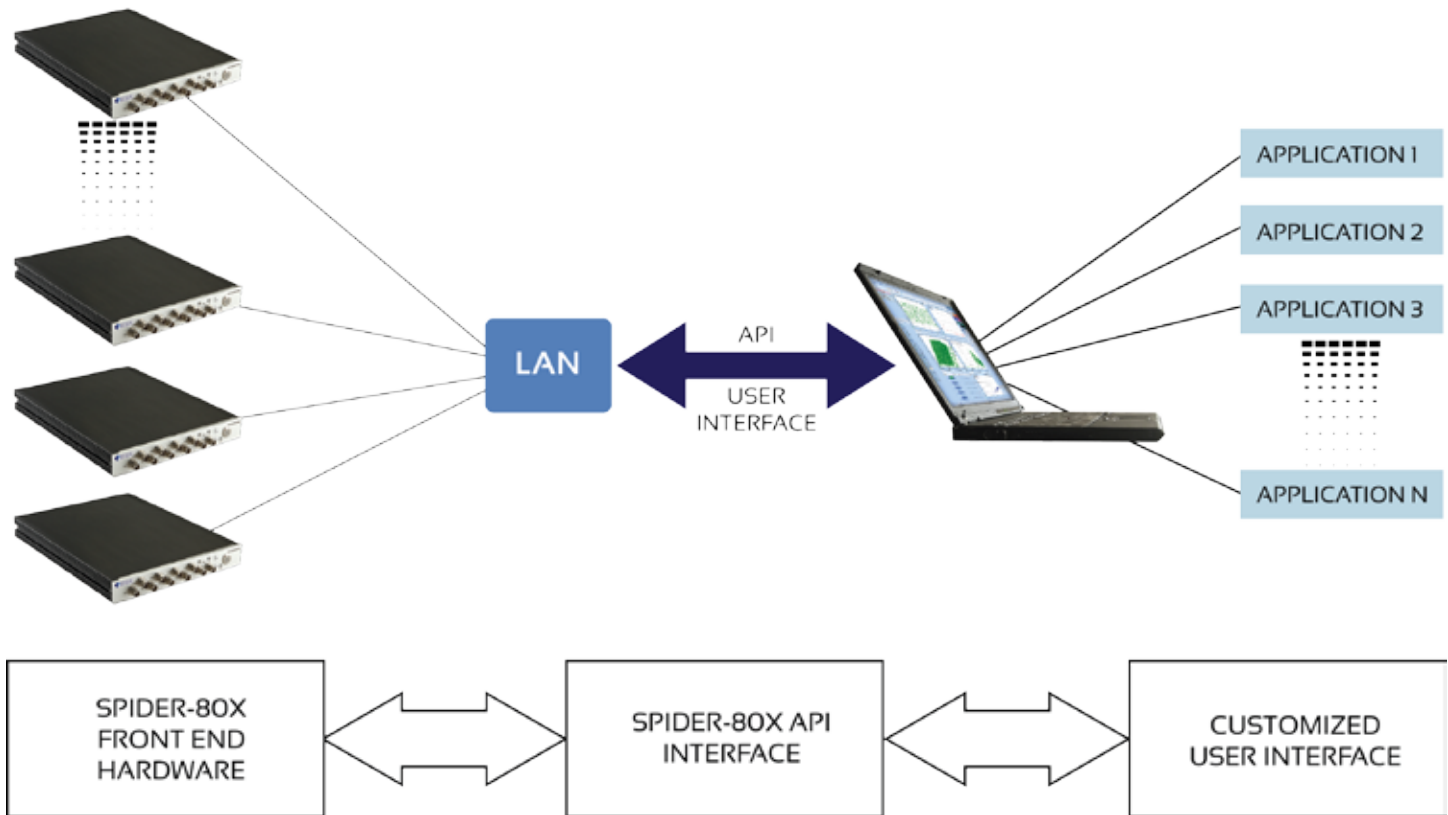 APPLICATION 1
APPLICATION 2
APPLICATION 3
APPLICATION N
LAN
API
USER
INTERFACE
SPIDER-80X
FRONT END
HARDWARE
SPIDER-80X API
INTERFACE
CUSTOMIZED
USER INTERFACE